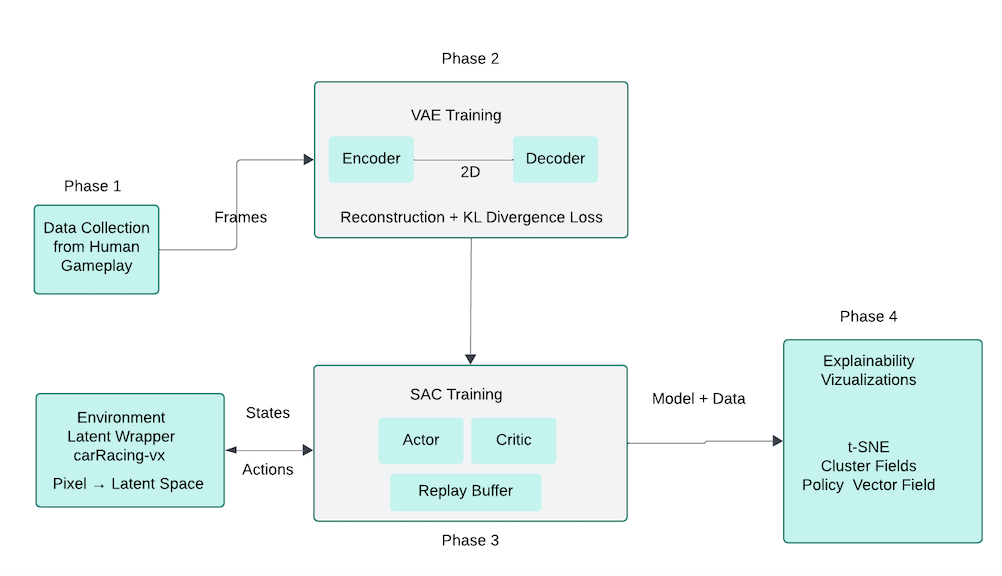 Phase 1
Data Collection
from Human
Gameplay
Frames
Phase 2
VAE Training
Encoder
2D
Decoder
Reconstruction + KL Divergence Loss
Environment
Latent Wrapper
carRacing-vx
Pixel → Latent Space
States
Actions
SAC Training
Actor
Critic
Replay Buffer
Phase 3
Model + Data
Phase 4
Explainability
Vizualizations
t-SNE
Cluster Fields
Policy Vector Field